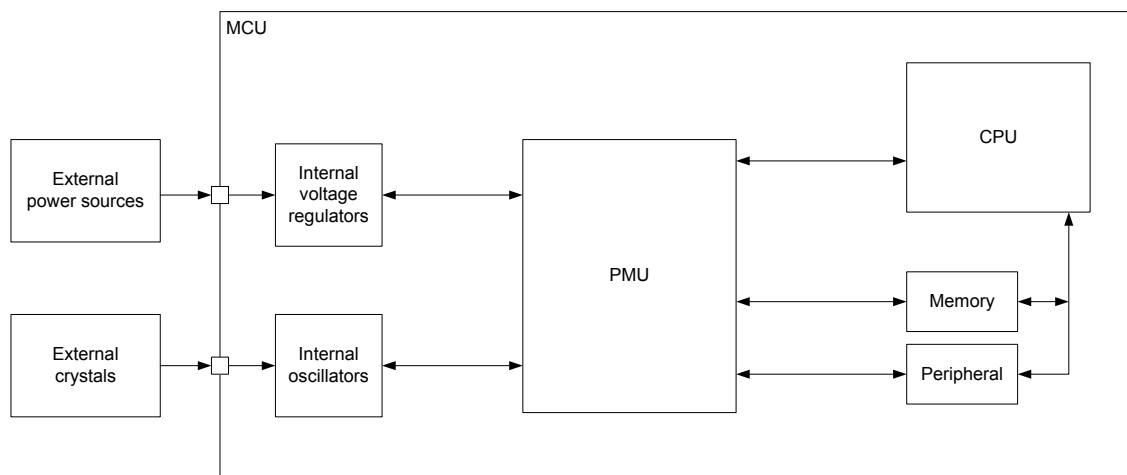 MCU
CPU
External
power sources
Internal
voltage
regulators
PMU
Memory
External
crystals
Internal
oscillators
Peripheral